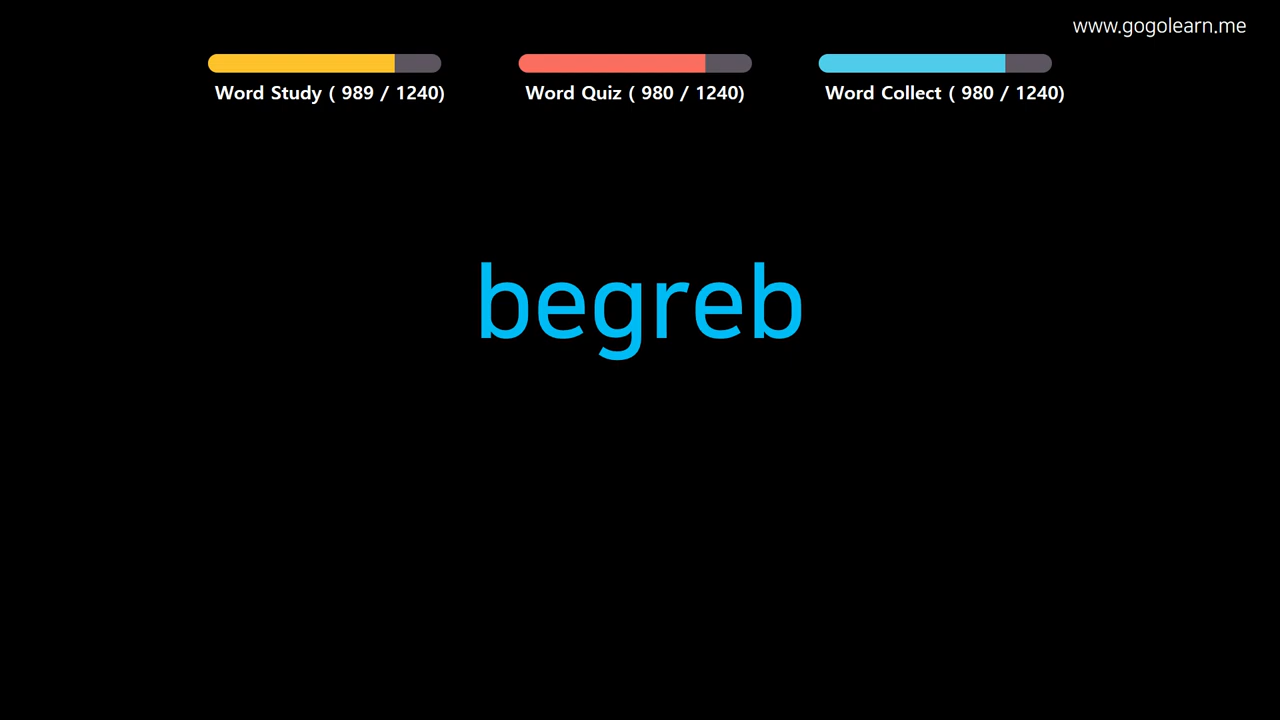 www.gogolearn.me
Word Study ( 989 / 1240)
Word Quiz ( 980 / 1240)
Word Collect ( 980 / 1240)
begreb